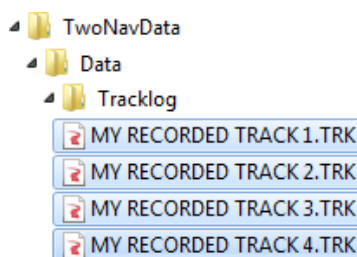 TwoNavData
Data
Tracklog
MY RECORDED TRACK 1.TRK
MY RECORDED TRACK 2.TRK
MY RECORDED TRACK 3.TRK
MY RECORDED TRACK 4.TRK